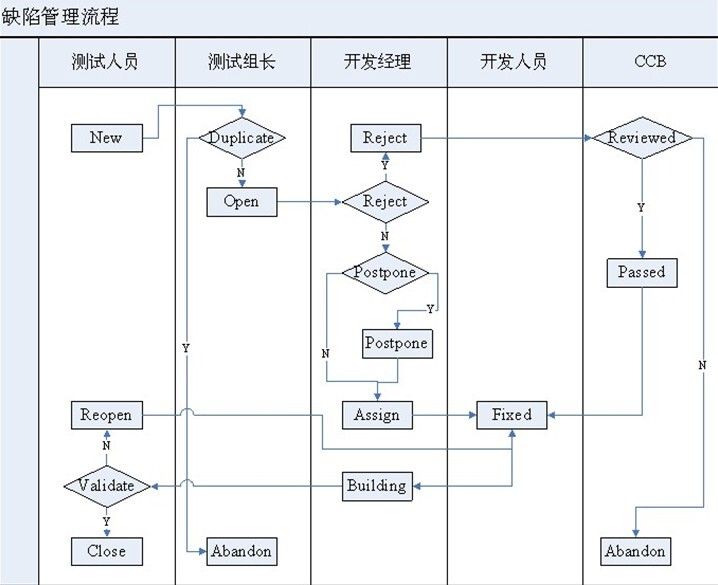 缺陷管理流程
测试人员 测试组长 开发经理 开发人员 CCB
New Duplicate Reject Reviewed
N Y
Open Reject Y
N
Postpone Passed
Y
Postpone
Y N N
Reopen Assign Fixed
N
Validate Building
Y
Close Abandon Abandon